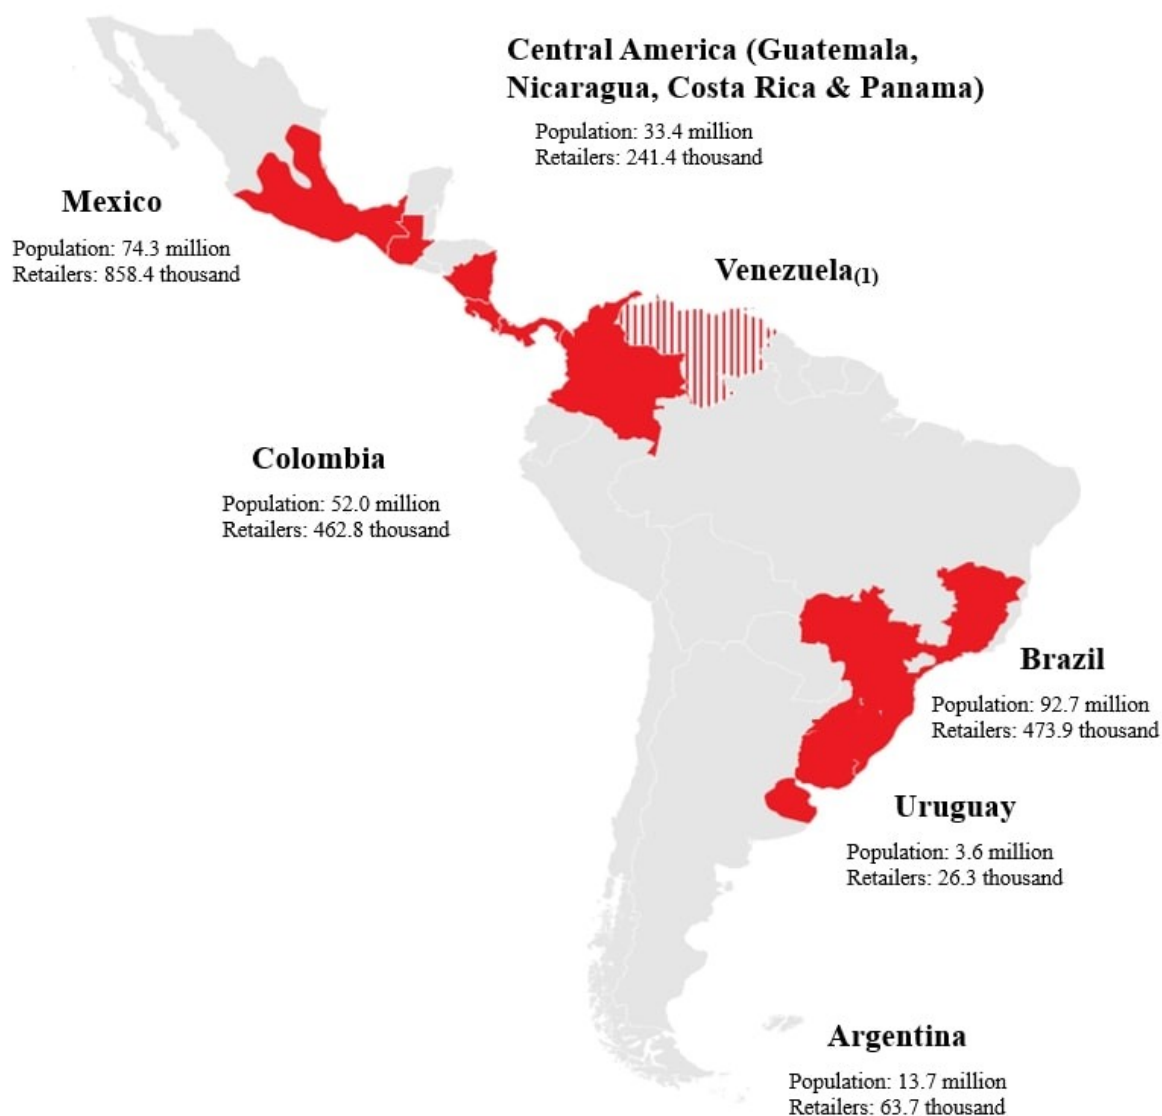 Central America (Guatemala,
Nicaragua, Costa Rica & Panama)
Population: 33.4 million
Retailers: 241.4 thousand
Mexico
Population: 74.3 million
Retailers: 858.4 thousand
Venezuela(1)
Colombia
Population: 52.0 million
Retailers: 462.8 thousand
Brazil
Population: 92.7 million
Retailers: 473.9 thousand
Uruguay
Population: 3.6 million
Retailers: 26.3 thousand
Argentina
Population: 13.7 million
Retailers: 63.7 thousand